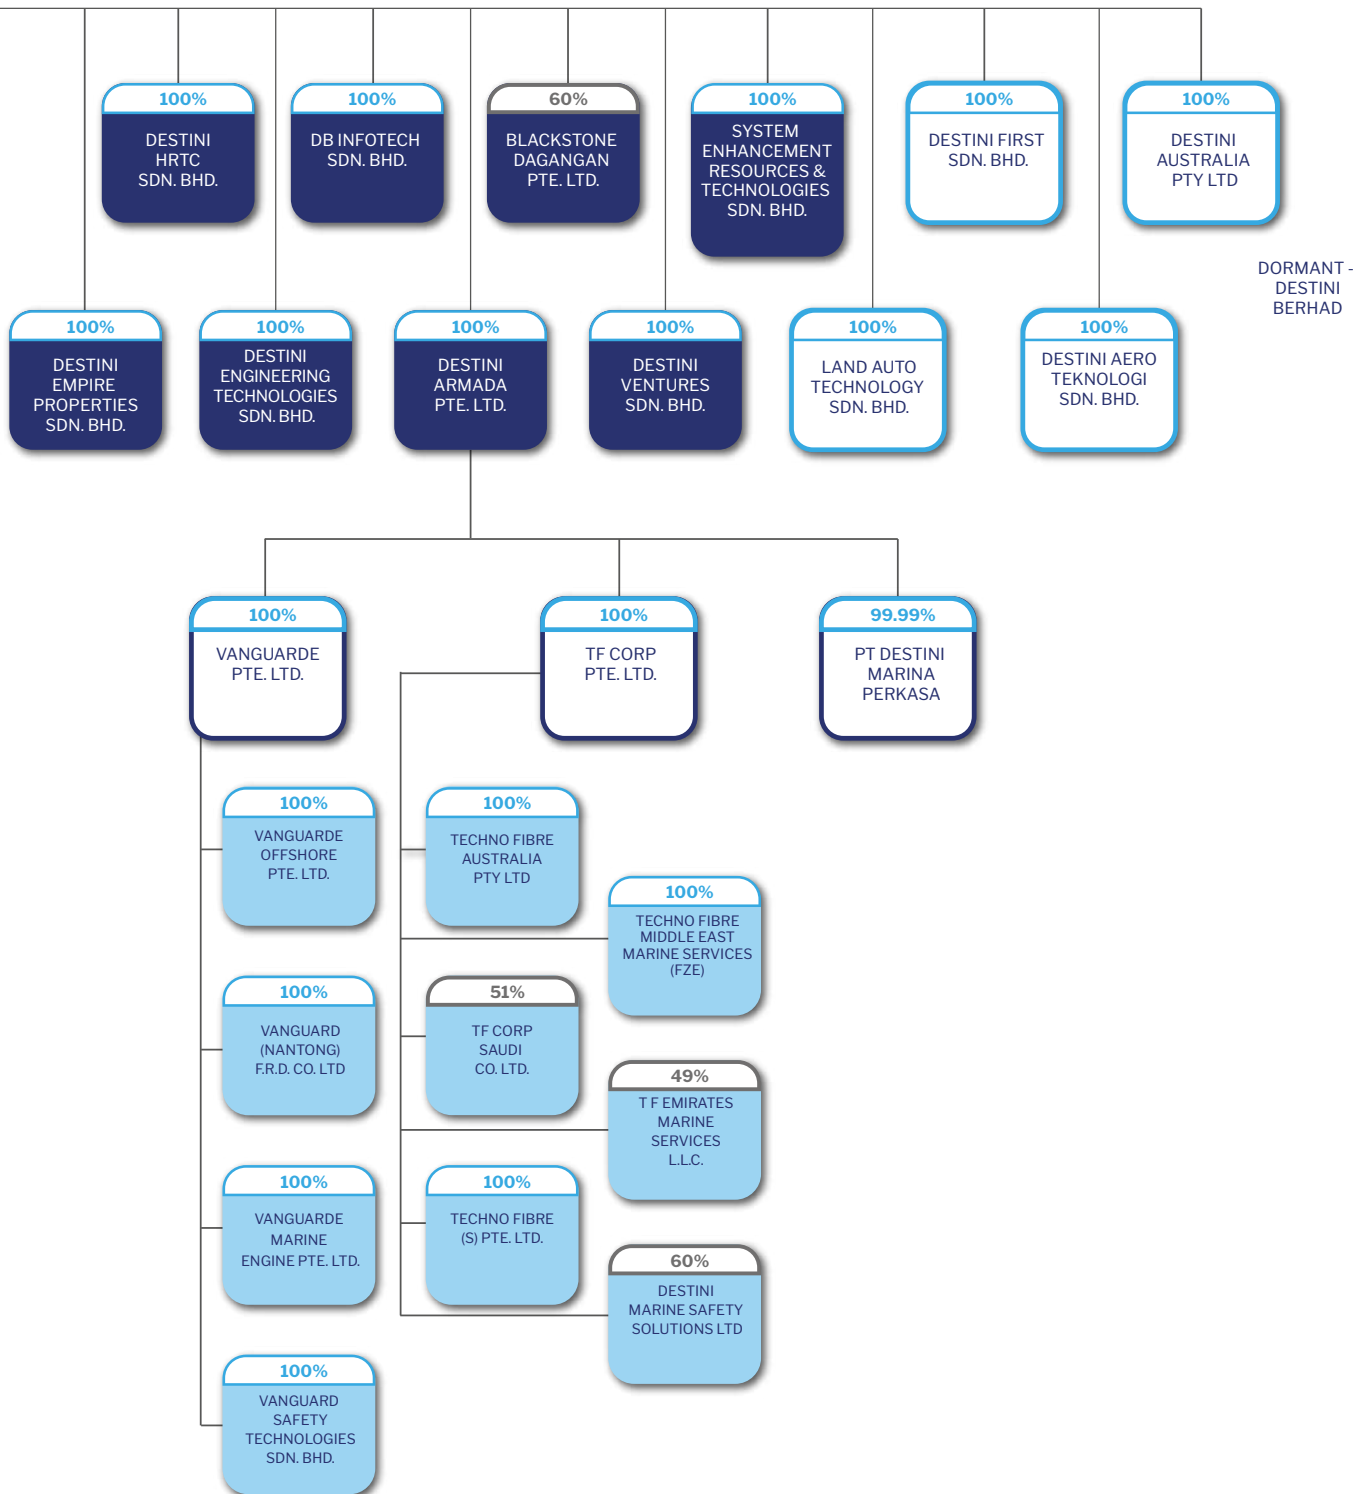 100%
DESTINI
HRTC
SDN. BHD.
100%
DB INFOTECH
SDN. BHD.
60%
BLACKSTONE
DAGANGAN
PTE. LTD.
100%
SYSTEM
ENHANCEMENT
RESOURCES &
TECHNOLOGIES
SDN. BHD.
100%
DESTINI FIRST
SDN. BHD.
100%
DESTINI
AUSTRALIA
PTY LTD
DORMANT -
DESTINI
BERHAD
100%
DESTINI
EMPIRE
PROPERTIES
SDN. BHD.
100%
DESTINI
ENGINEERING
TECHNOLOGIES
SDN. BHD.
100%
DESTINI
ARMADA
PTE. LTD.
100%
DESTINI
VENTURES
SDN. BHD.
100%
LAND AUTO
TECHNOLOGY
SDN. BHD.
100%
DESTINI AERO
TEKNOLOGI
SDN. BHD.
100%
VANGUARDE
PTE. LTD.
100%
TF CORP
PTE. LTD.
99.99%
PT DESTINI
MARINA
PERKASA
100%
VANGUARDE
OFFSHORE
PTE. LTD.
100%
TECHNO FIBRE
AUSTRALIA
PTY LTD
100%
TECHNO FIBRE
MIDDLE EAST
MARINE SERVICES
(FZE)
100%
VANGUARD
(NANTONG)
F.R.D. CO. LTD
51%
TF CORP
SAUDI
CO. LTD.
49%
T F EMIRATES
MARINE
SERVICES
L.L.C.
100%
VANGUARDE
MARINE
ENGINE PTE. LTD.
100%
TECHNO FIBRE
(S) PTE. LTD.
60%
DESTINI
MARINE SAFETY
SOLUTIONS LTD
100%
VANGUARD
SAFETY
TECHNOLOGIES
SDN. BHD.